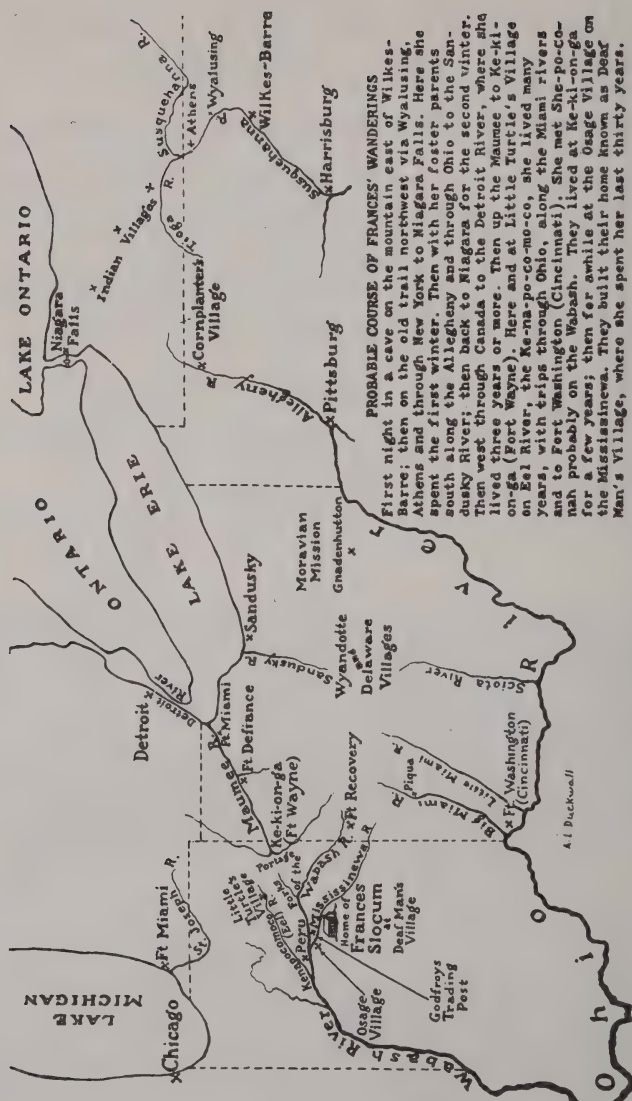 LAKE
MICHIGAN
Chicago
Ft Miami
St. Joseph R.
ONTARIO
LAKE ERIE
LAKE ONTARIO
Niagara
Falls
Detroit
Detroit River
Ft Miami
Maumee R.
Ft Defiance
Ke-ki-on-ga
(Ft Wayne)
Portage
Little
Turtle's
Village
Kenapocomoco
(Eel) R.
Forks of the
Wabash R.
Ft Recovery
Mississinewa R
Peru
Home of
Frances
Slocum
at
Deaf Man's
Village
Osage
Village
Godfroys
Trading
Post
Wabash River
Sandusky
Sandusky R.
Wyandotte
and
Delaware
Villages
Sciota
River
Big Miami R.
Piqua
Little Miami R.
Ft. Washington
(Cincinnati)
A.L Duckwall
Ohio River
Moravian
Mission
Gnadenhutton
Pittsburg
Allegheny R.
Cornplanters
Village
Indian Villages
Tioga R.
Athens
Susquehanna R.
Wyalusing
Wilkes-Barre
Susquehanna R.
Harrisburg
PROBABLE COURSE OF FRANCES' WANDERINGS
First night in a cave on the mountain east of Wilkes-
Barre; then on the old trail northwest via Wyalusing,
Athens and through New York to Niagara Falls. Here she
spent the first winter. Then with her foster parents
south along the Allegheny and through Ohio to the San-
dusky River; then back to Niagara for the second winter.
Then west through Canada to the Detroit River, where she
lived three years or more. Then up the Maumee to Ke-ki-
on-ga (Fort Wayne). Here and at Little Turtle's Village
on Eel River, the Ke-na-po-co-mo-co, she lived many
years, with trips through Ohio, along the Miami rivers
and to Fort Washington (Cincinnati). She met She-po-co-
nah probably on the Wabash. They lived at Ke-ki-on-ga
for a few years; then for awhile at the Osage Village on
the Mississinewa. They built their home known as Deaf
Man's Village, where she spent her last thirty years.